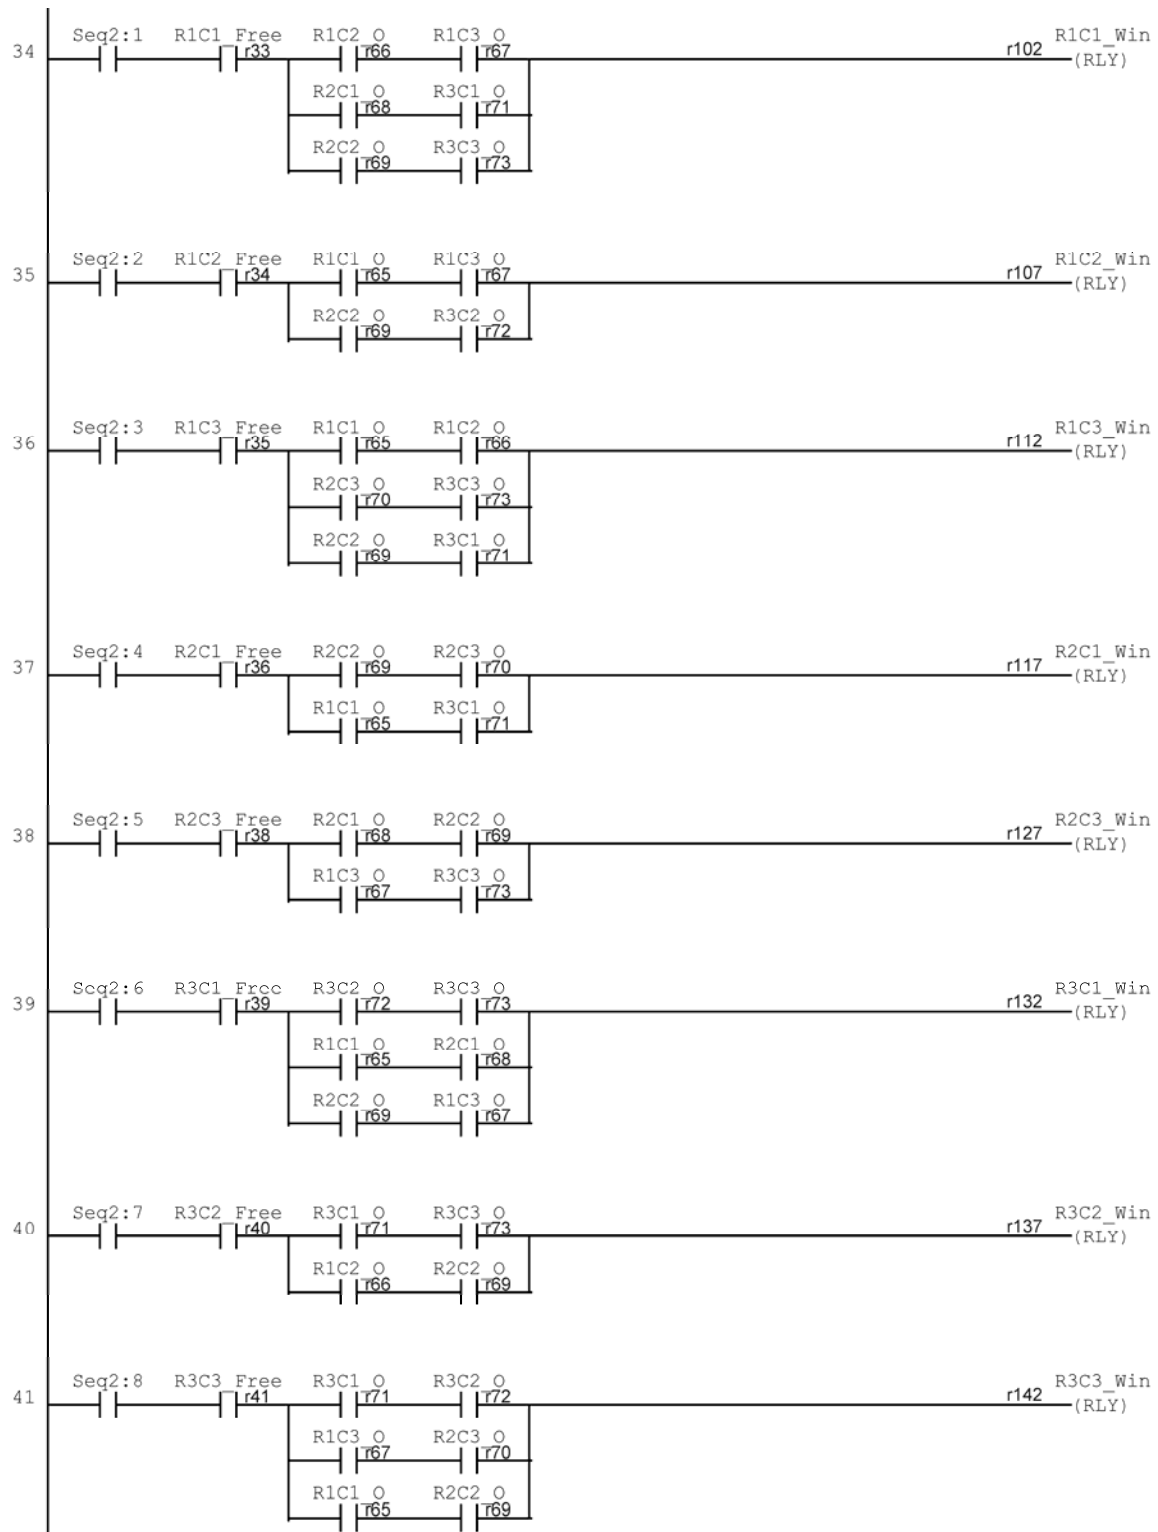 Seq2:1 R1C1_Free R1C2_O R1C3_O R1C1_Win
34 r33 r66 r67 r102 (RLY)
R2C1_O R3C1_O
r68 r71
R2C2_O R3C3_O
r69 r73
Seq2:2 R1C2_Free R1C1_O R1C3_O R1C2_Win
35 r34 r65 r67 r107 (RLY)
R2C2_O R3C2_O
r69 r72
Seq2:3 R1C3_Free R1C1_O R1C2_O R1C3_Win
36 r35 r65 r66 r112 (RLY)
R2C3_O R3C3_O
r70 r73
R2C2_O R3C1_O
r69 r71
Seq2:4 R2C1_Free R2C2_O R2C3_O R2C1_Win
37 r36 r69 r70 r117 (RLY)
R1C1_O R3C1_O
r65 r71
Seq2:5 R2C3_Free R2C1_O R2C2_O R2C3_Win
38 r38 r68 r69 r127 (RLY)
R1C3_O R3C3_O
r67 r73
Seq2:6 R3C1_Free R3C2_O R3C3_O R3C1_Win
39 r39 r72 r73 r132 (RLY)
R1C1_O R2C1_O
r65 r68
R2C2_O R1C3_O
r69 r67
Seq2:7 R3C2_Free R3C1_O R3C3_O R3C2_Win
40 r40 r71 r73 r137 (RLY)
R1C2_O R2C2_O
r66 r69
Seq2:8 R3C3_Free R3C1_O R3C2_O R3C3_Win
41 r41 r71 r72 r142 (RLY)
R1C3_O R2C3_O
r67 r70
R1C1_O R2C2_O
r65 r69